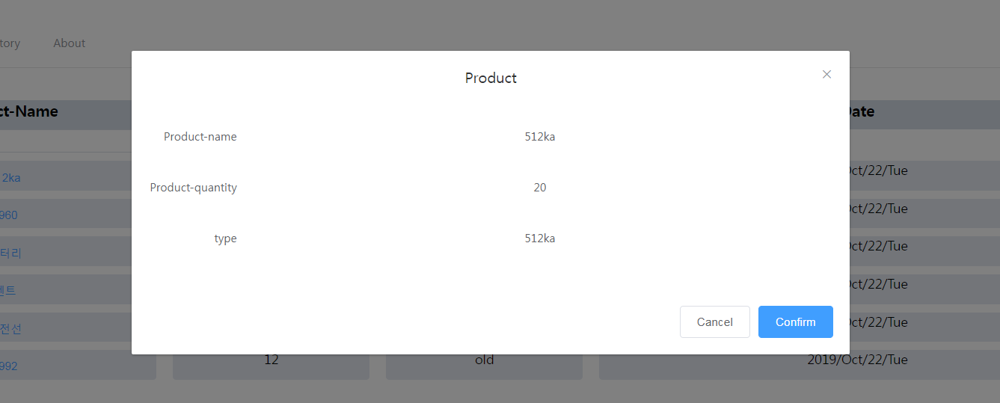 tory About
Product
ct-Name
Date
Product-name 512ka
2ka
Oct/22/Tue
Product-quantity 20
960
Oct/22/Tue
type 512ka
터리
Oct/22/Tue
벤트
Oct/22/Tue
Cancel Confirm
전선
Oct/22/Tue
992 12 old 2019/Oct/22/Tue